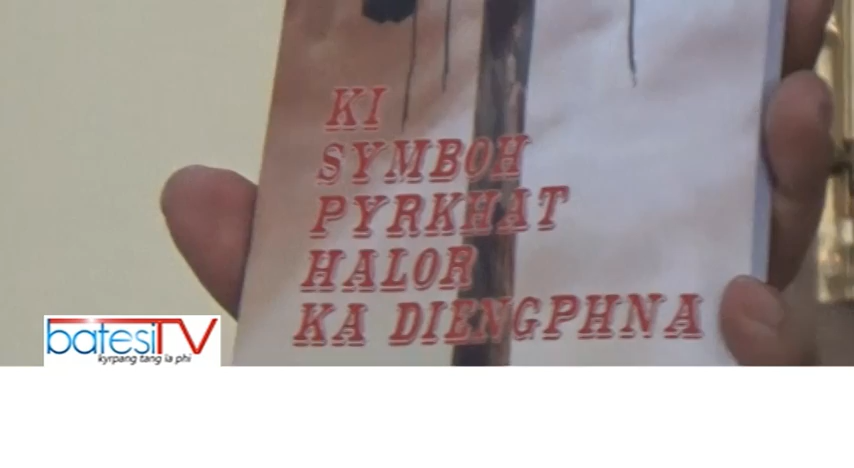 KI
SYMBOH
PYRKHAT
HALOR
KA DIENGPHNA
batesiTV
kyrpang tang ia phi